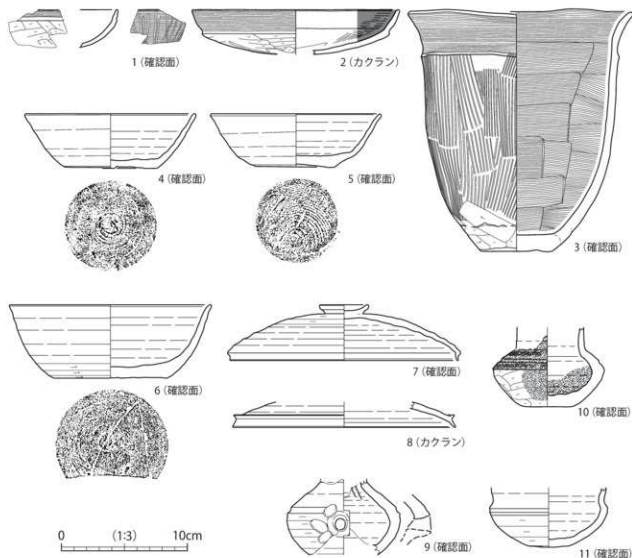 1 (確認面)
2 (カクラン)
3 (確認面)
4 (確認面)
5 (確認面)
6 (確認面)
7 (確認面)
8 (カクラン)
9 (確認面)
10 (確認面)
11 (確認面)
0 (1:3) 10cm